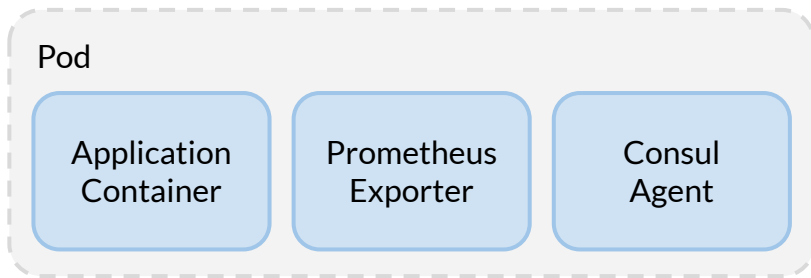 Pod
Application
Container
Prometheus
Exporter
Consul
Agent